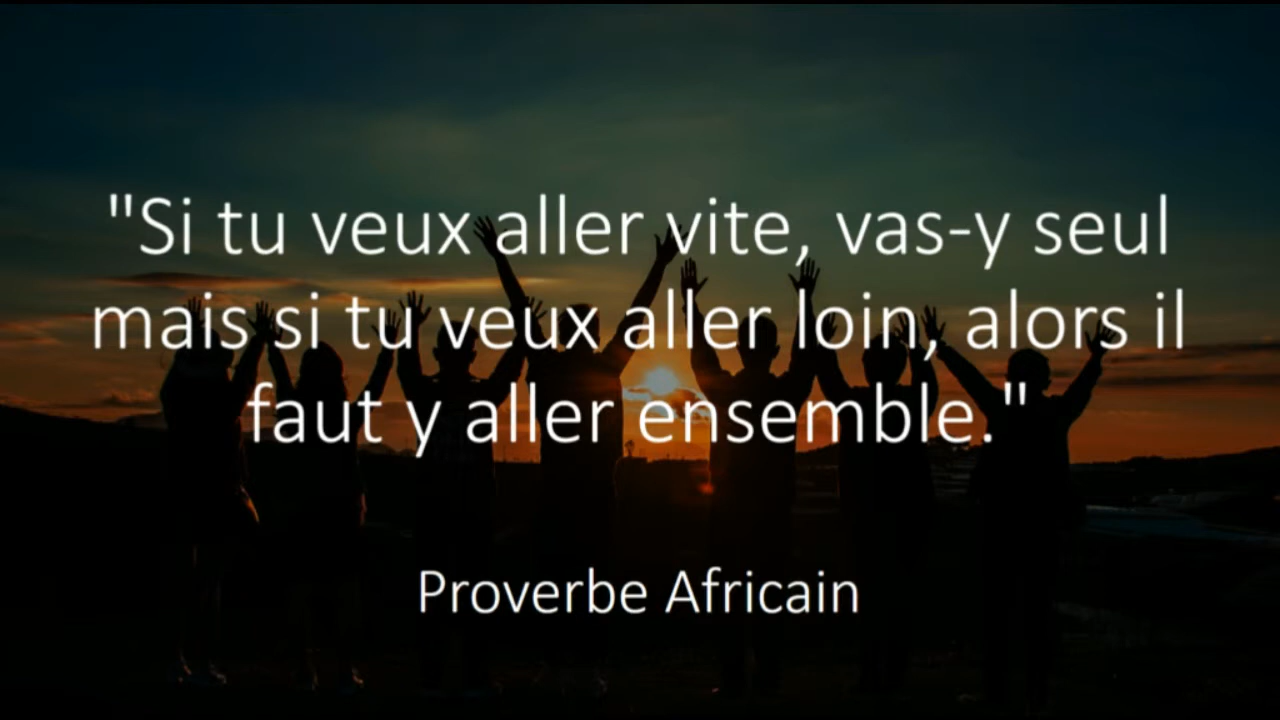 "Si tu veux aller vite, vas-y seul
mais si tu veux aller loin, alors il
faut y aller ensemble."
Proverbe Africain